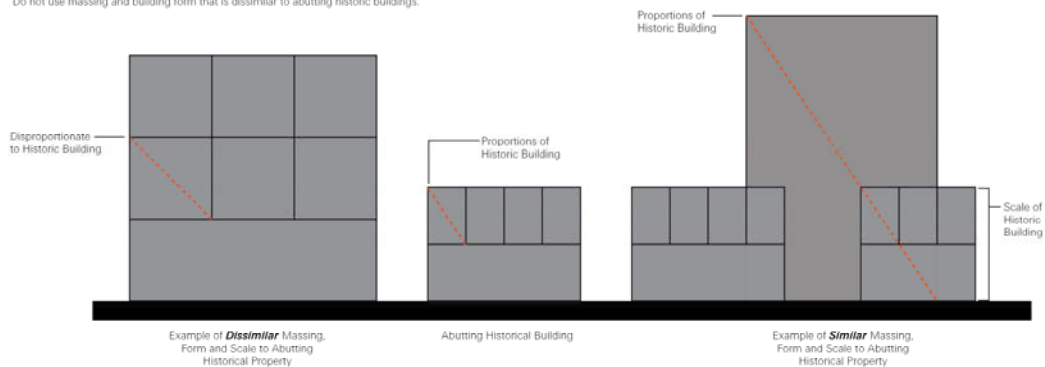 Do not use massing and building form that is dissimilar to abutting historic buildings.
Proportions of
Historic Building
Disproportionate
to Historic Building
Proportions of
Historic Building
Scale of
Historic
Building
Example of Dissimilar Massing,
Form and Scale to Abutting
Historical Property
Abutting Historical Building
Example of Similar Massing,
Form and Scale to Abutting
Historical Property